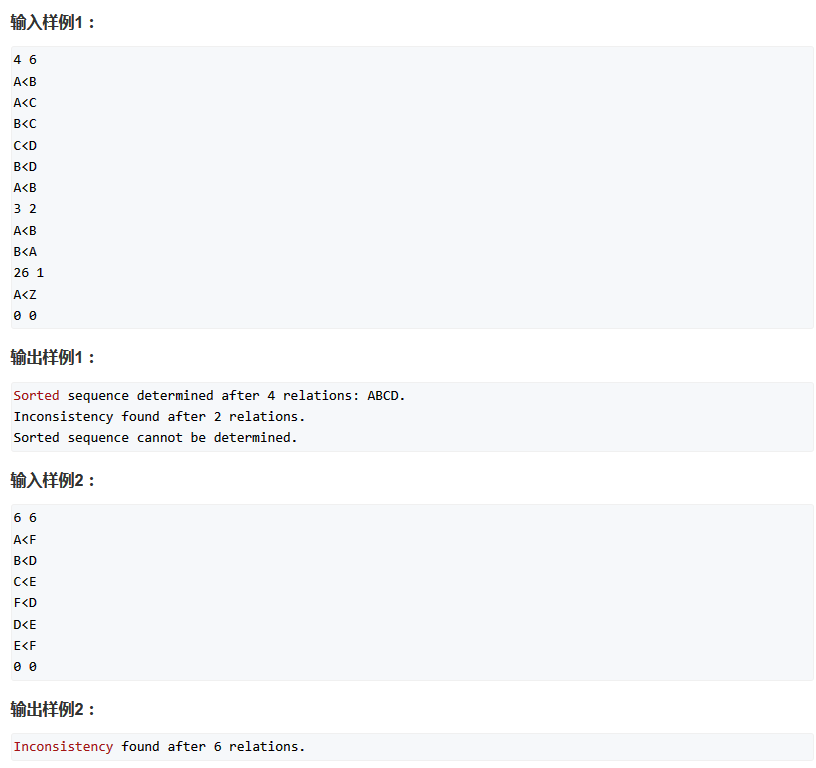 输入样例1：
4 6
A<B
A<C
B<C
C<D
B<D
A<B
3 2
A<B
B<A
26 1
A<Z
0 0
输出样例1：
Sorted sequence determined after 4 relations: ABCD.
Inconsistency found after 2 relations.
Sorted sequence cannot be determined.
输入样例2：
6 6
A<F
B<D
C<E
F<D
D<E
E<F
0 0
输出样例2：
Inconsistency found after 6 relations.